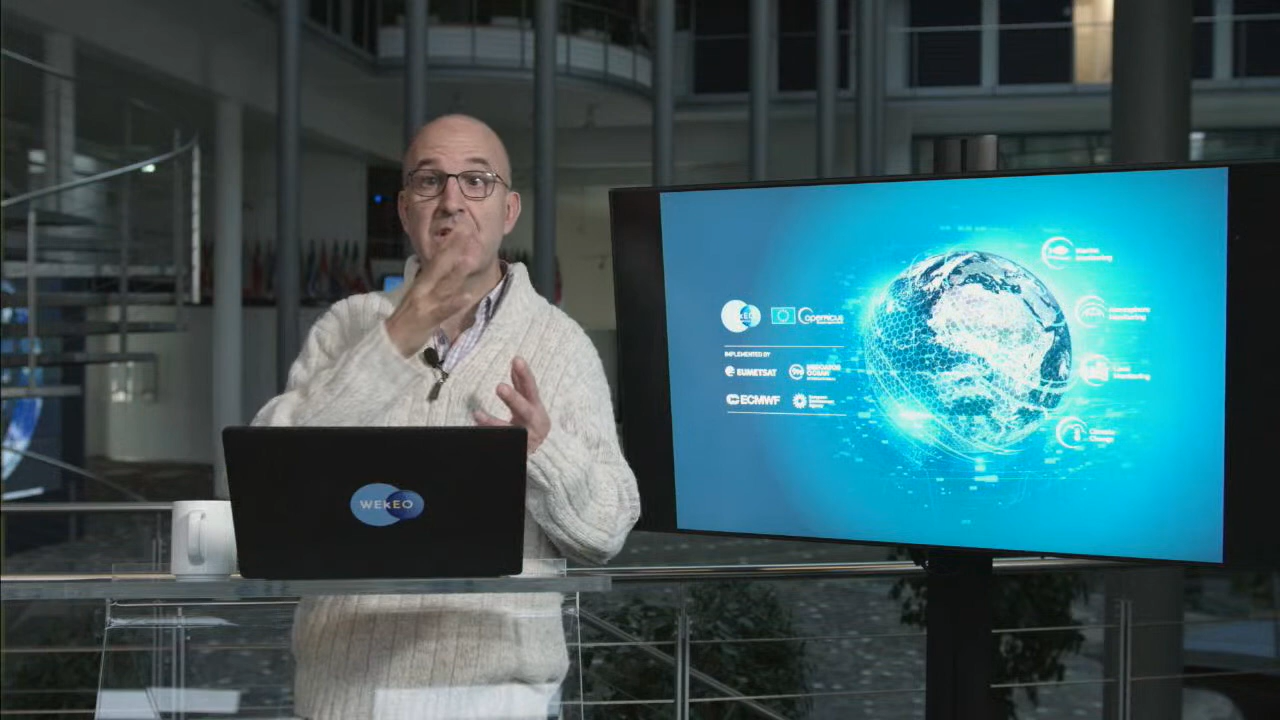 WEkEO
Copernicus
IMPLEMENTED BY
EUMETSAT
MERCATOR
OCEAN
ECMWF
Marine
Monitoring
Atmosphere
Monitoring
Land
Monitoring
Climate
Change
WEkEO